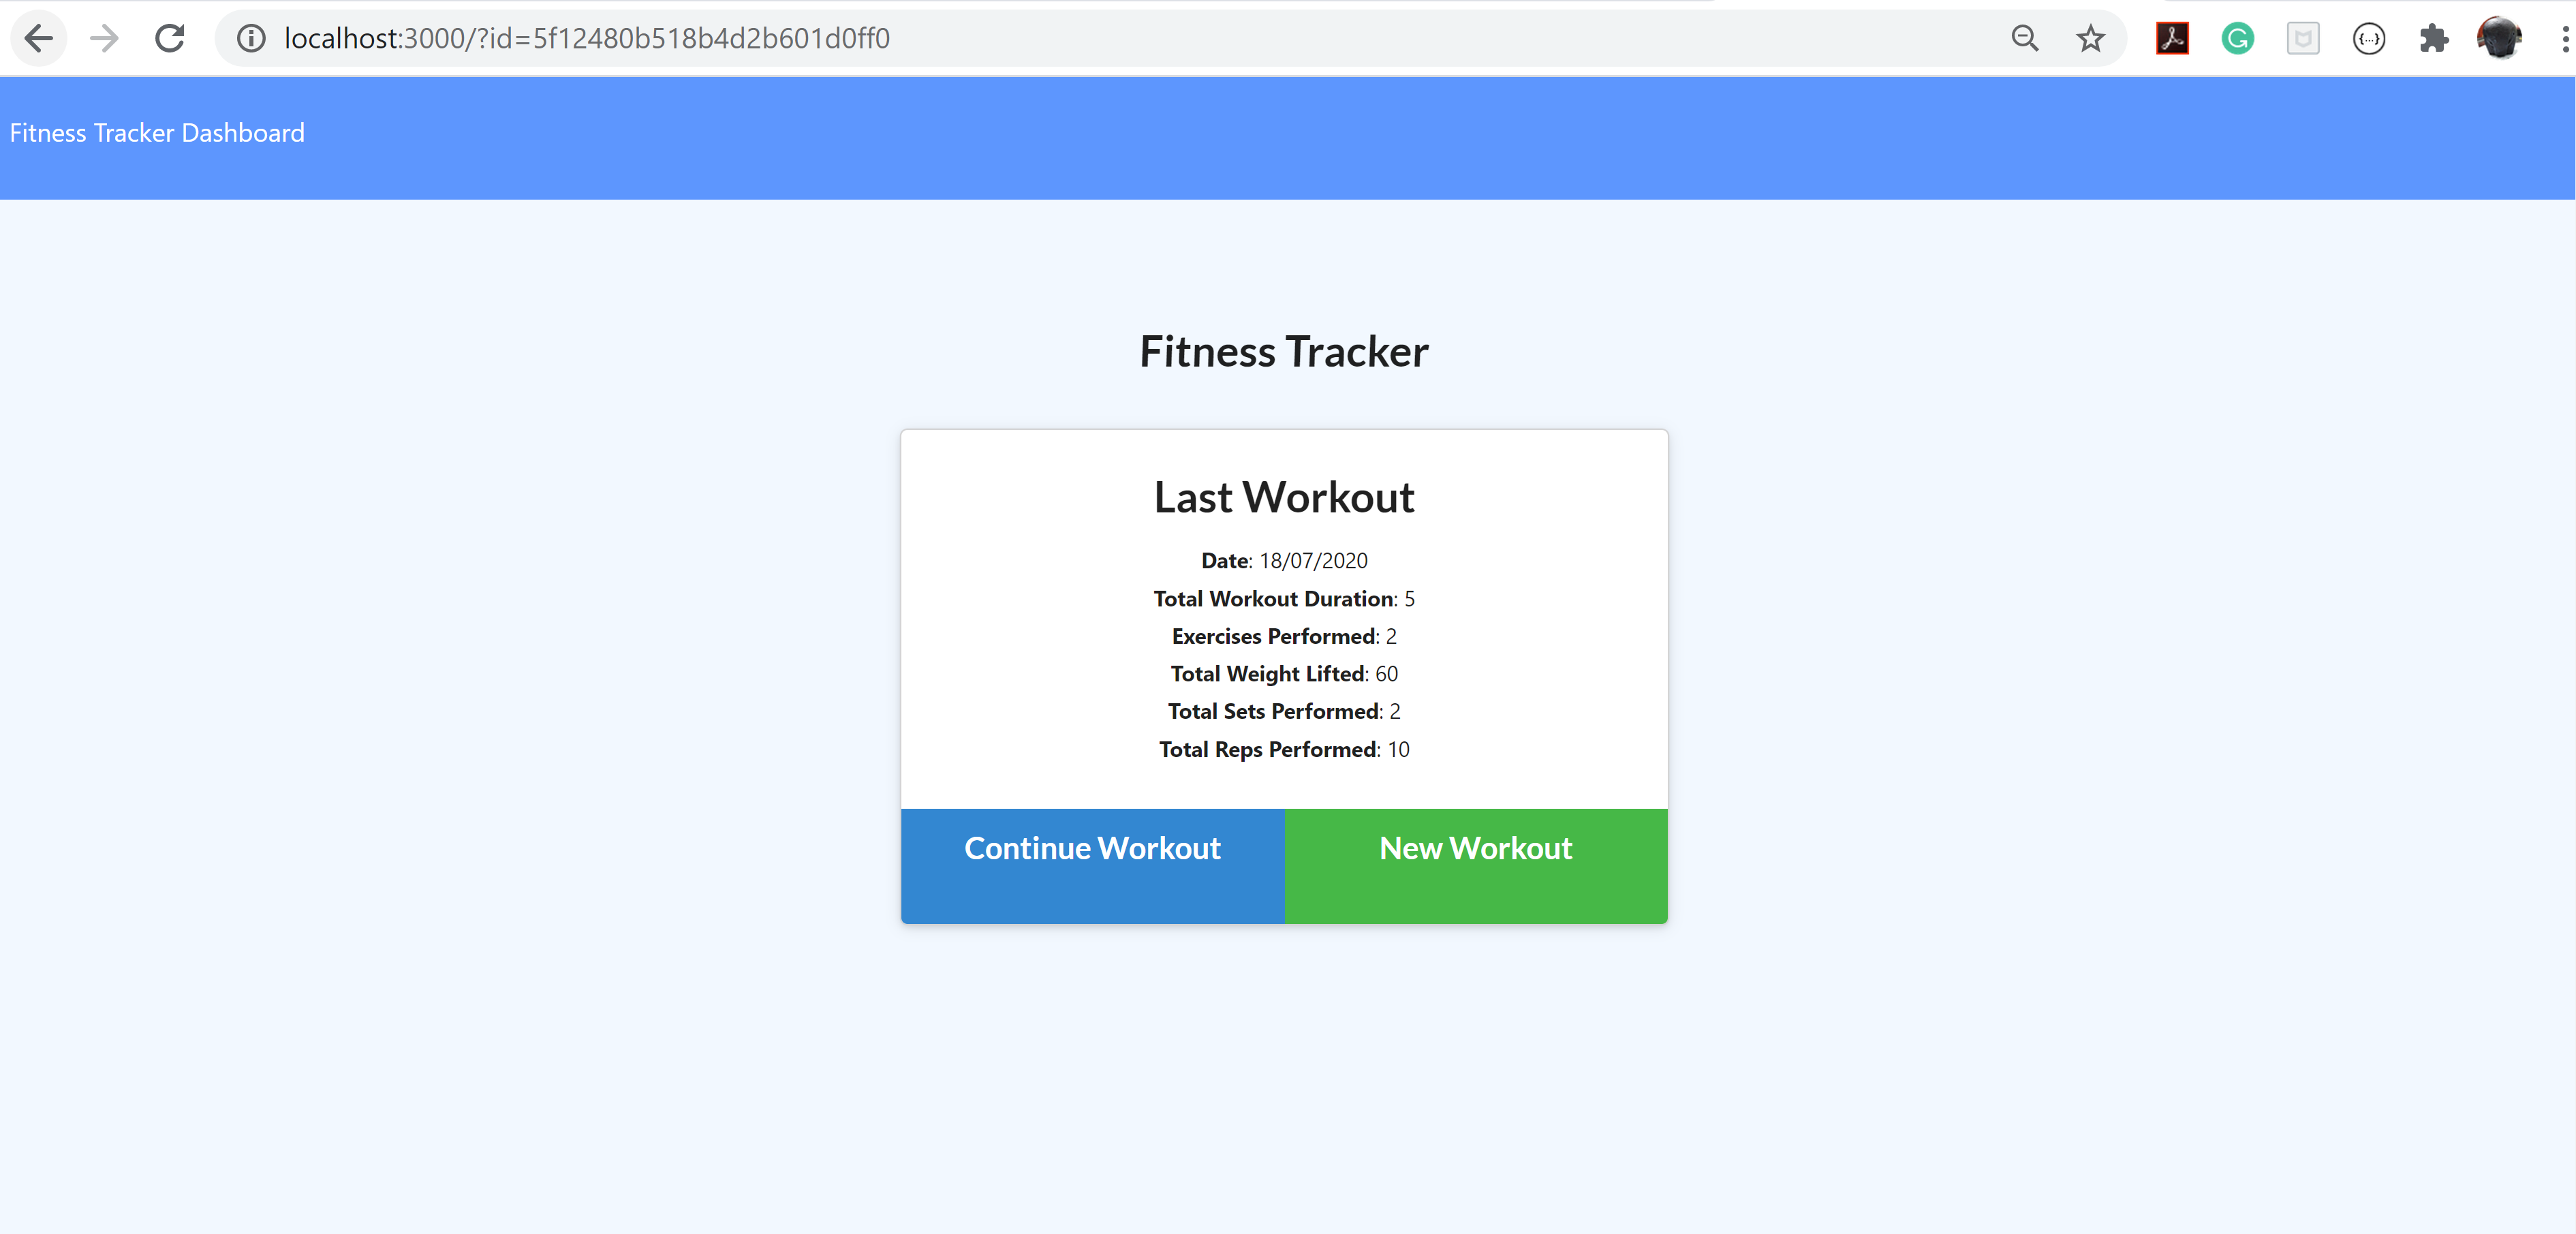 localhost:3000/?id=5f12480b518b4d2b601d0ff0
Fitness Tracker Dashboard
Fitness Tracker
Last Workout
Date: 18/07/2020
Total Workout Duration: 5
Exercises Performed: 2
Total Weight Lifted: 60
Total Sets Performed: 2
Total Reps Performed: 10
Continue Workout
New Workout